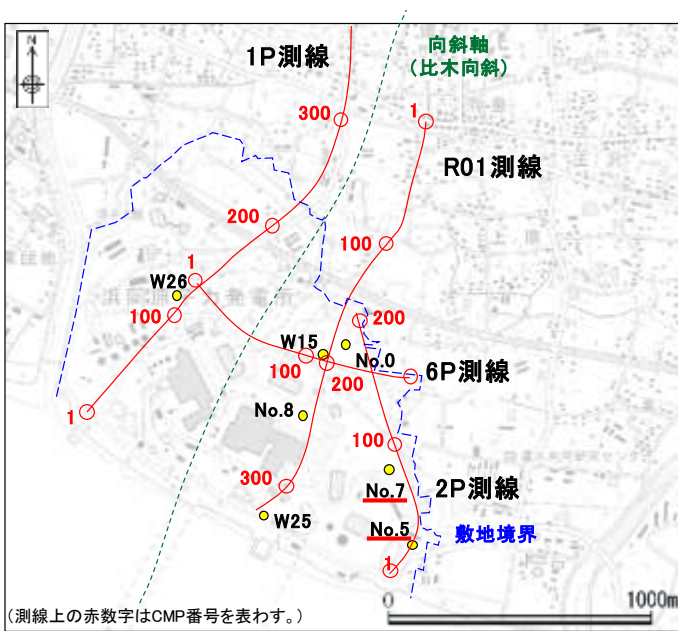 N
1P測線
向斜軸
(比木向斜)
300
1
R01測線
200
100
1
W26
100
200
W15
No.0
100
200
6P測線
1
No.8
100
300
No.7
2P測線
W25
No.5
敷地境界
1
0
1000m
(測線上の赤数字はCMP番号を表わす。)